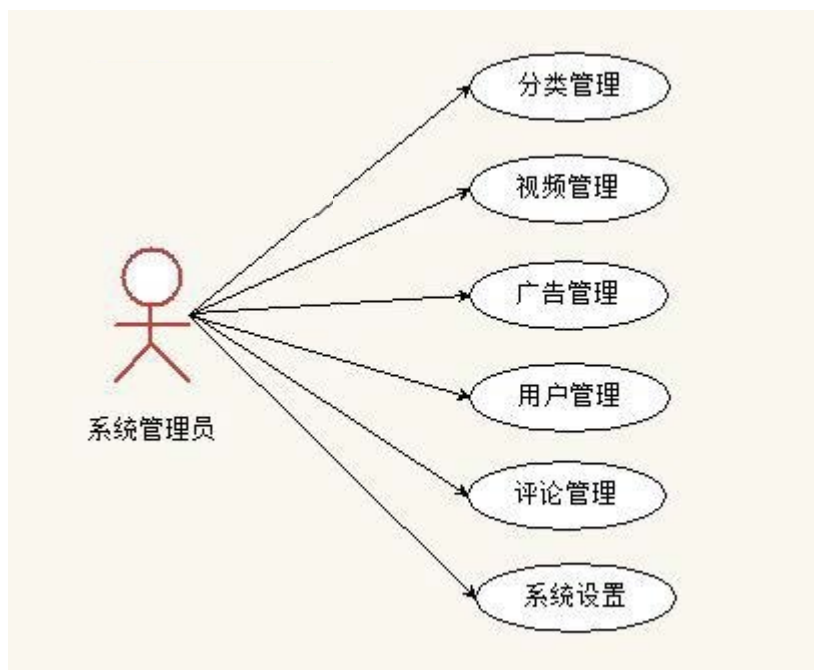 分类管理
视频管理
广告管理
用户管理
系统管理员
评论管理
系统设置